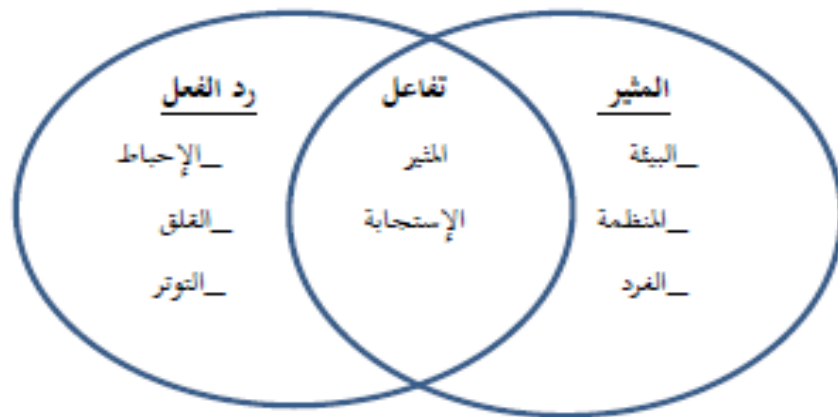 المثير
_البيئة
_المنظمة
_الفرد
تفاعل
المثير
الإستجابة
رد الفعل
_الإحباط
_القلق
_التوتر